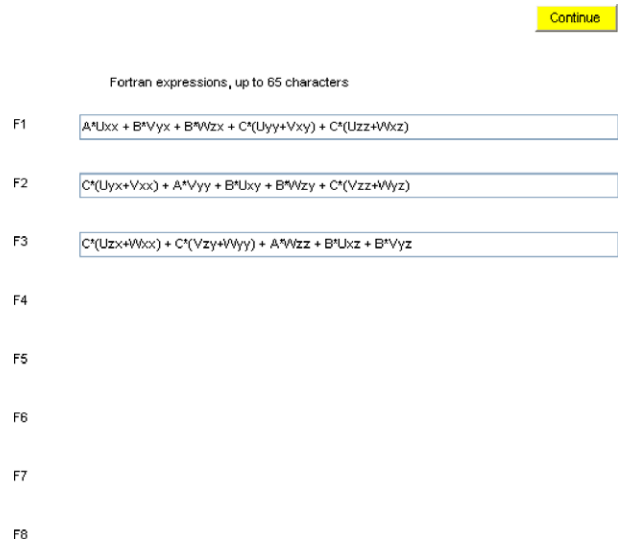 Continue
Fortran expressions, up to 65 characters
F1 A*Uxx + B*Vyx + B*Wzx + C*(Uyy+Vxy) + C*(Uzz+Wxz)
F2 C*(Uyx+Vxx) + A*Vyy + B*Uxy + B*Wzy + C*(Vzz+Wyz)
F3 C*(Uzx+Wxx) + C*(Vzy+Wyy) + A*Wzz + B*Uxz + B*Vyz
F4
F5
F6
F7
F8